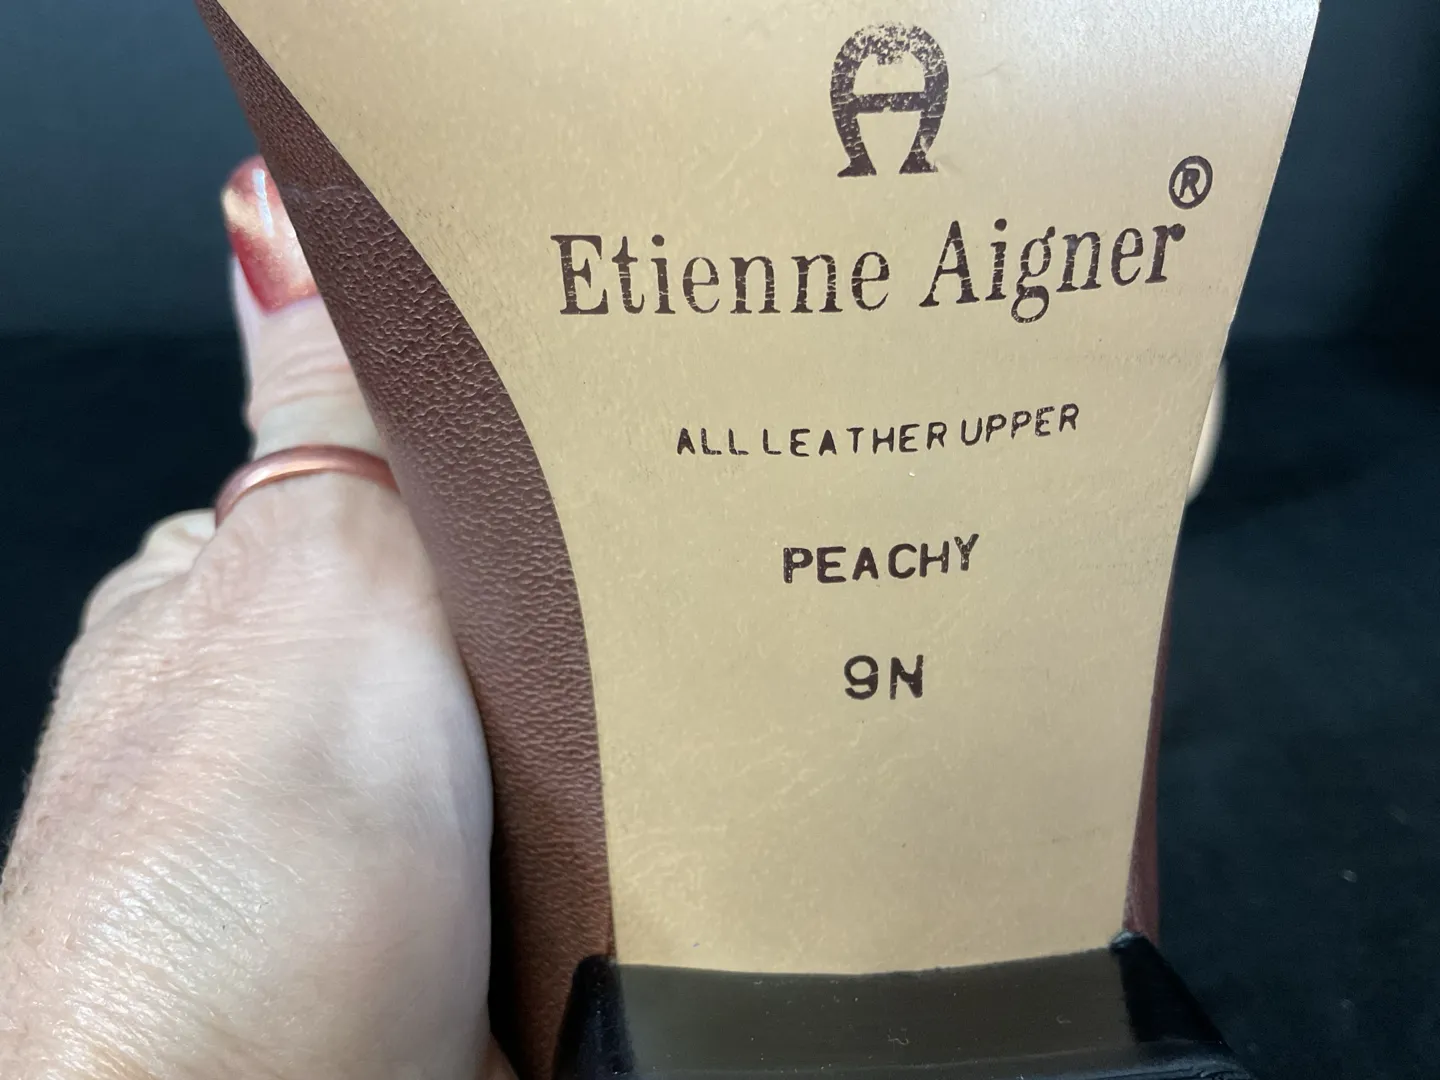 A
Etienne Aigner®
ALL LEATHER UPPER
PEACHY
9N